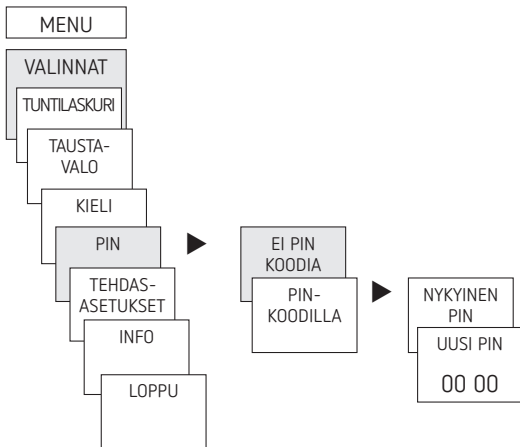 MENU
VALINNAT
TUNTILASKURI
TAUSTA-
VALO
KIELI
PIN
TEHDAS-
ASETUKSET
INFO
LOPPU
EI PIN
KOODIA
PIN-
KOODILLA
NYKYINEN
PIN
UUSI PIN
00 00